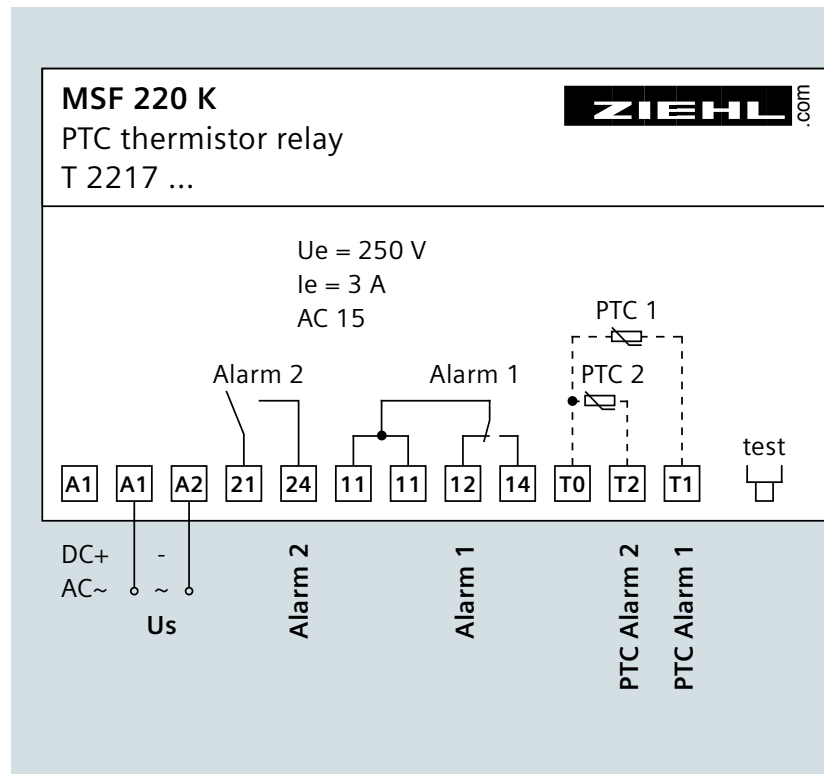 MSF 220 K
ZIEHL
.com
PTC thermistor relay
T 2217 ...
Ue = 250 V
Ie = 3 A
AC 15
PTC 1
Alarm 2
Alarm 1
PTC 2
test
A1 A1 A2 21 24 11 11 12 14 T0 T2 T1
DC+ -
AC~ ~
Us
Alarm 2
Alarm 1
PTC Alarm 2
PTC Alarm 1